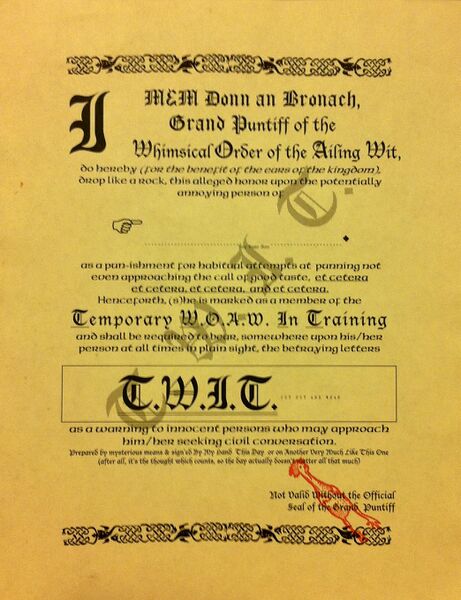 I M&M Donn an Bronach,
Grand Puntiff of the
Whimsical Order of the Ailing Wit,
do hereby (for the benefit of the ears of the kingdom),
drop like a rock, this alleged honor upon the potentially
annoying person of
as a pun-ishment for habitual attempts at punning not
even approaching the call of good taste, et cetera
et cetera, et cetera, and et cetera.
Henceforth, (s)he is marked as a member of the
Temporary W.O.A.W. In Training
and shall be required to bear, somewhere upon his/her
person at all times in plain sight, the betraying letters
T.W.I.T.
T.W.I.T. CUT OUT AND WEAR
as a warning to innocent persons who may approach
him/her seeking civil conversation.
Prepared by mysterious means & sign'ed By My Hand This Day or on Another Very Much Like This One
(after all, it's the thought which counts, so the day actually doesn't matter all that much)
Not Valid Without the Official
Seal of the Grand Puntiff